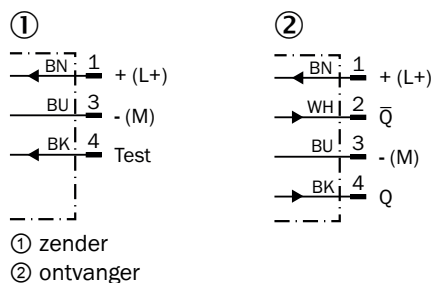 ①
BN 1 + (L+)
BU 3 - (M)
BK 4 Test
②
BN 1 + (L+)
WH 2 Q̅
BU 3 - (M)
BK 4 Q
① zender
② ontvanger